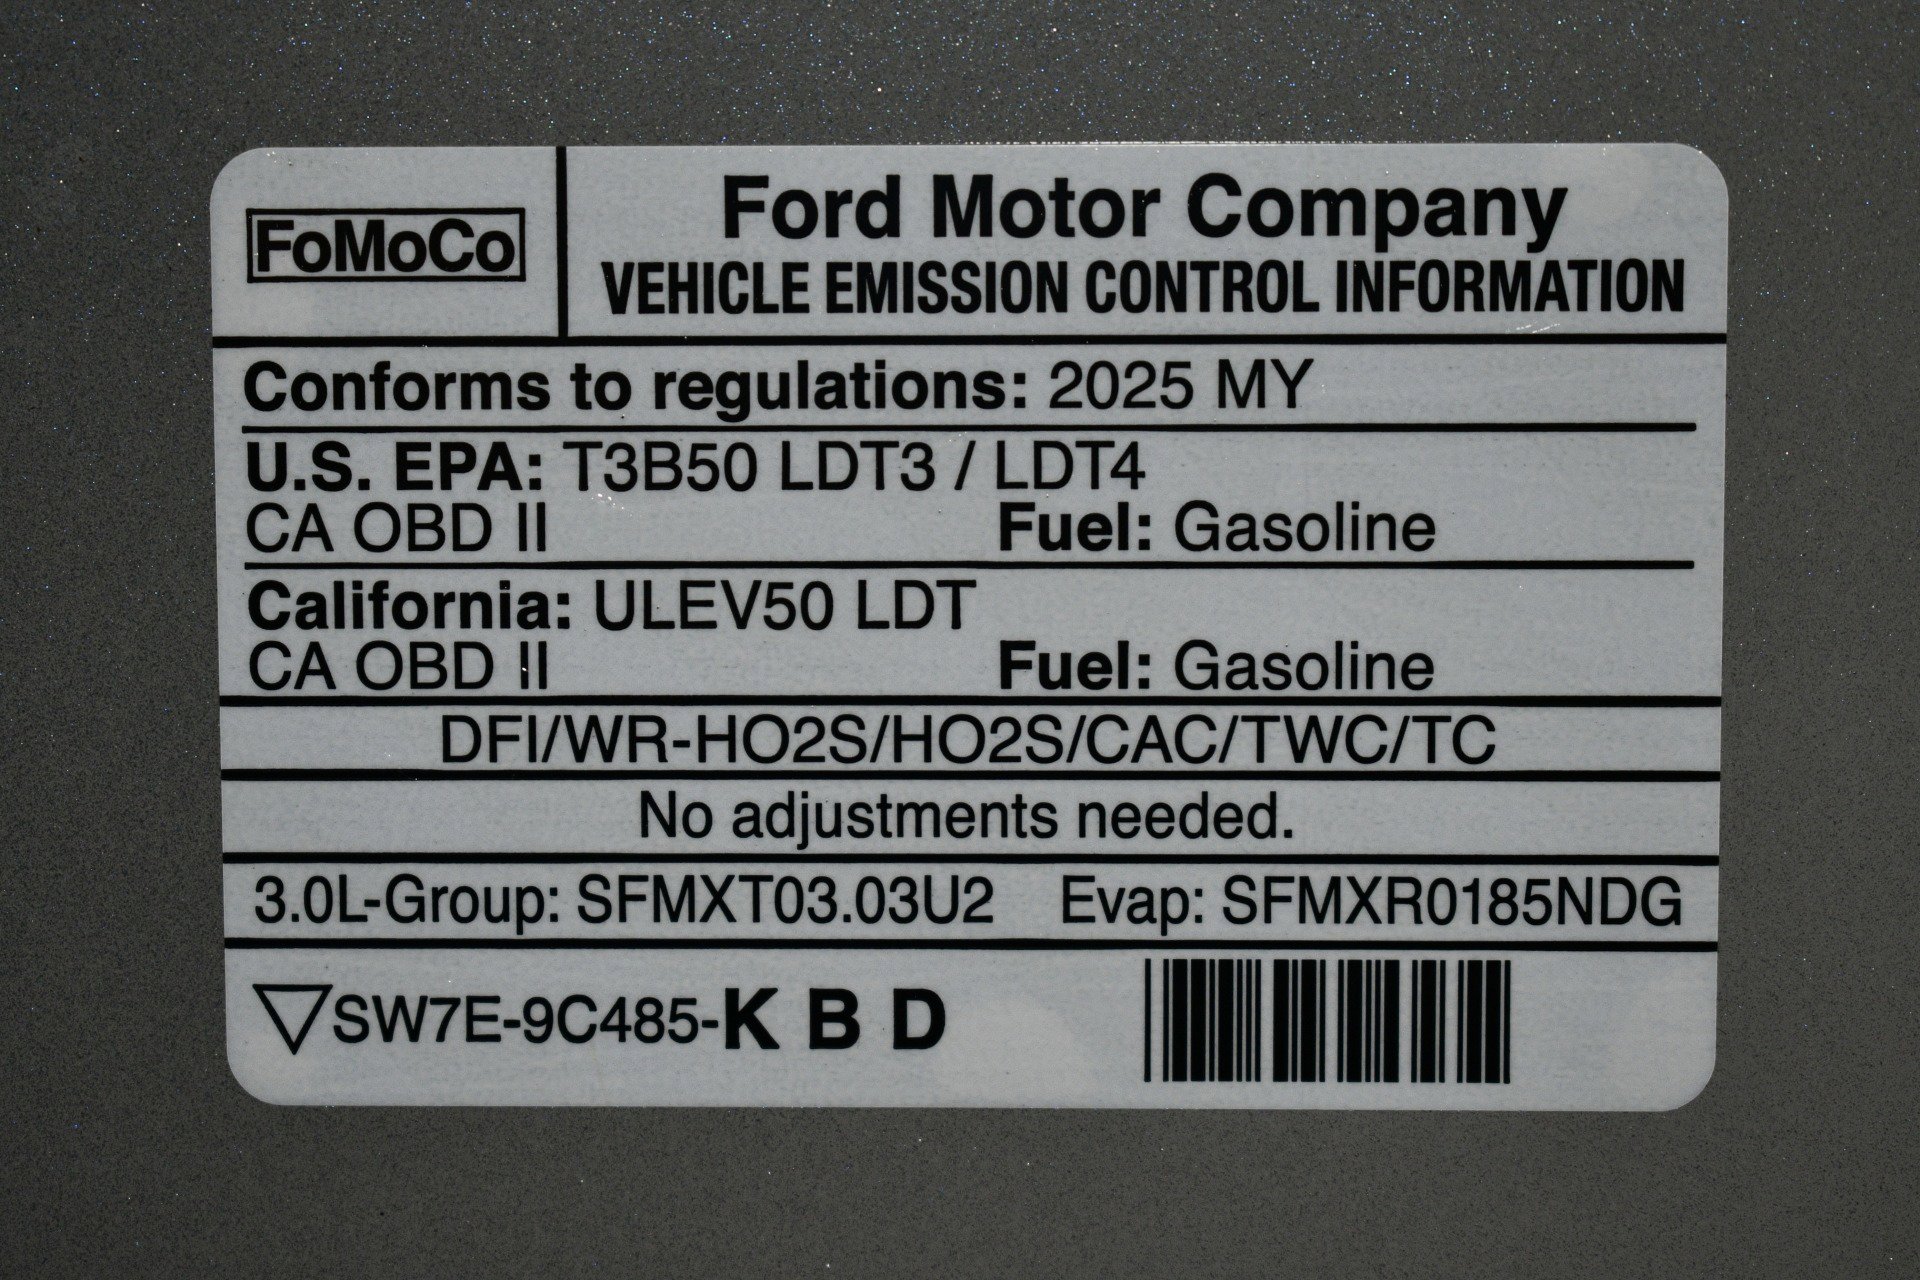 FoMoCo
Ford Motor Company
VEHICLE EMISSION CONTROL INFORMATION
Conforms to regulations: 2025 MY
U.S. EPA: T3B50 LDT3 / LDT4
CA OBD II Fuel: Gasoline
California: ULEV50 LDT
CA OBD II Fuel: Gasoline
DFI/WR-HO2S/HO2S/CAC/TWC/TC
No adjustments needed.
3.0L-Group: SFMXT03.03U2 Evap: SFMXR0185NDG
SW7E-9C485-K B D